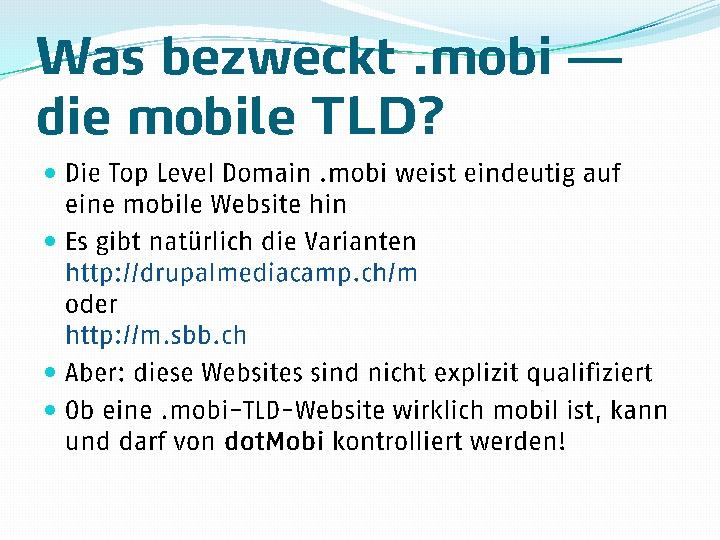 Was bezweckt .mobi —
die mobile TLD?
• Die Top Level Domain .mobi weist eindeutig auf
eine mobile Website hin
• Es gibt natürlich die Varianten
http://drupalmediacamp.ch/m
oder
http://m.sbb.ch
• Aber: diese Websites sind nicht explizit qualifiziert
• Ob eine .mobi-TLD-Website wirklich mobil ist, kann
und darf von dotMobi kontrolliert werden!